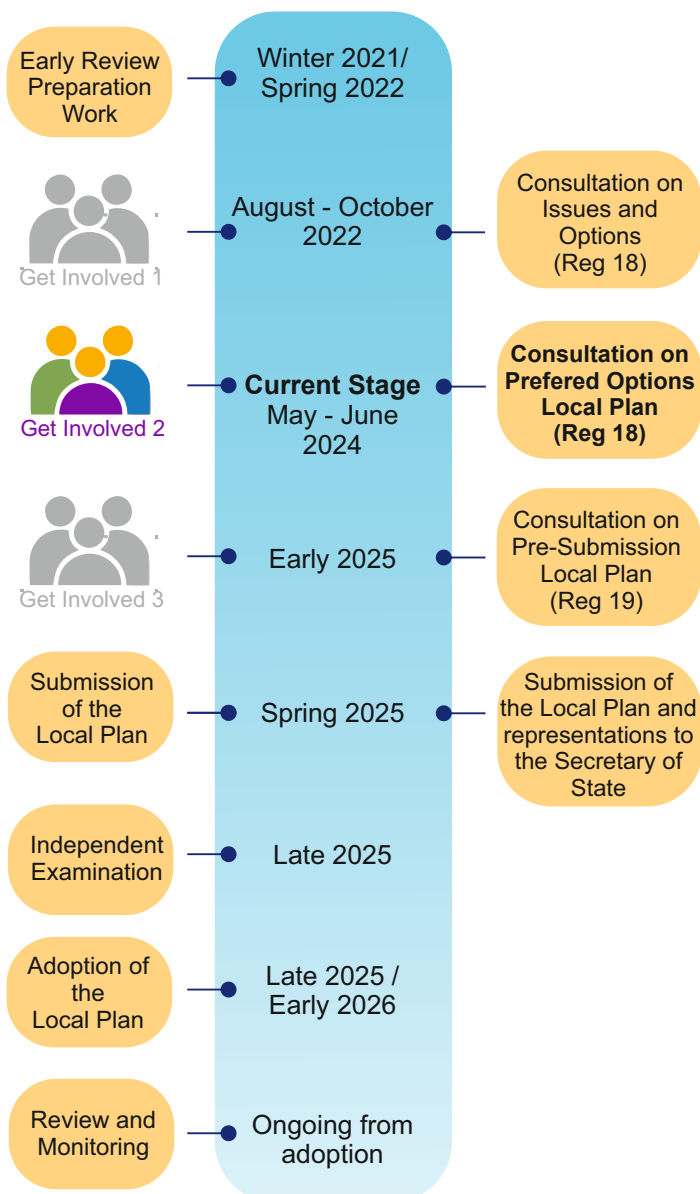 Early Review
Preparation
Work
Winter 2021/
Spring 2022
Get Involved 1
August - October
2022
Consultation on
Issues and
Options
(Reg 18)
Get Involved 2
Current Stage
May - June
2024
Consultation on
Prefered Options
Local Plan
(Reg 18)
Get Involved 3
Early 2025
Consultation on
Pre-Submission
Local Plan
(Reg 19)
Submission
of the
Local Plan
Spring 2025
Submission of
the Local Plan and
representations to
the Secretary of
State
Independent
Examination
Late 2025
Adoption of
the
Local Plan
Late 2025 /
Early 2026
Review and
Monitoring
Ongoing from
adoption